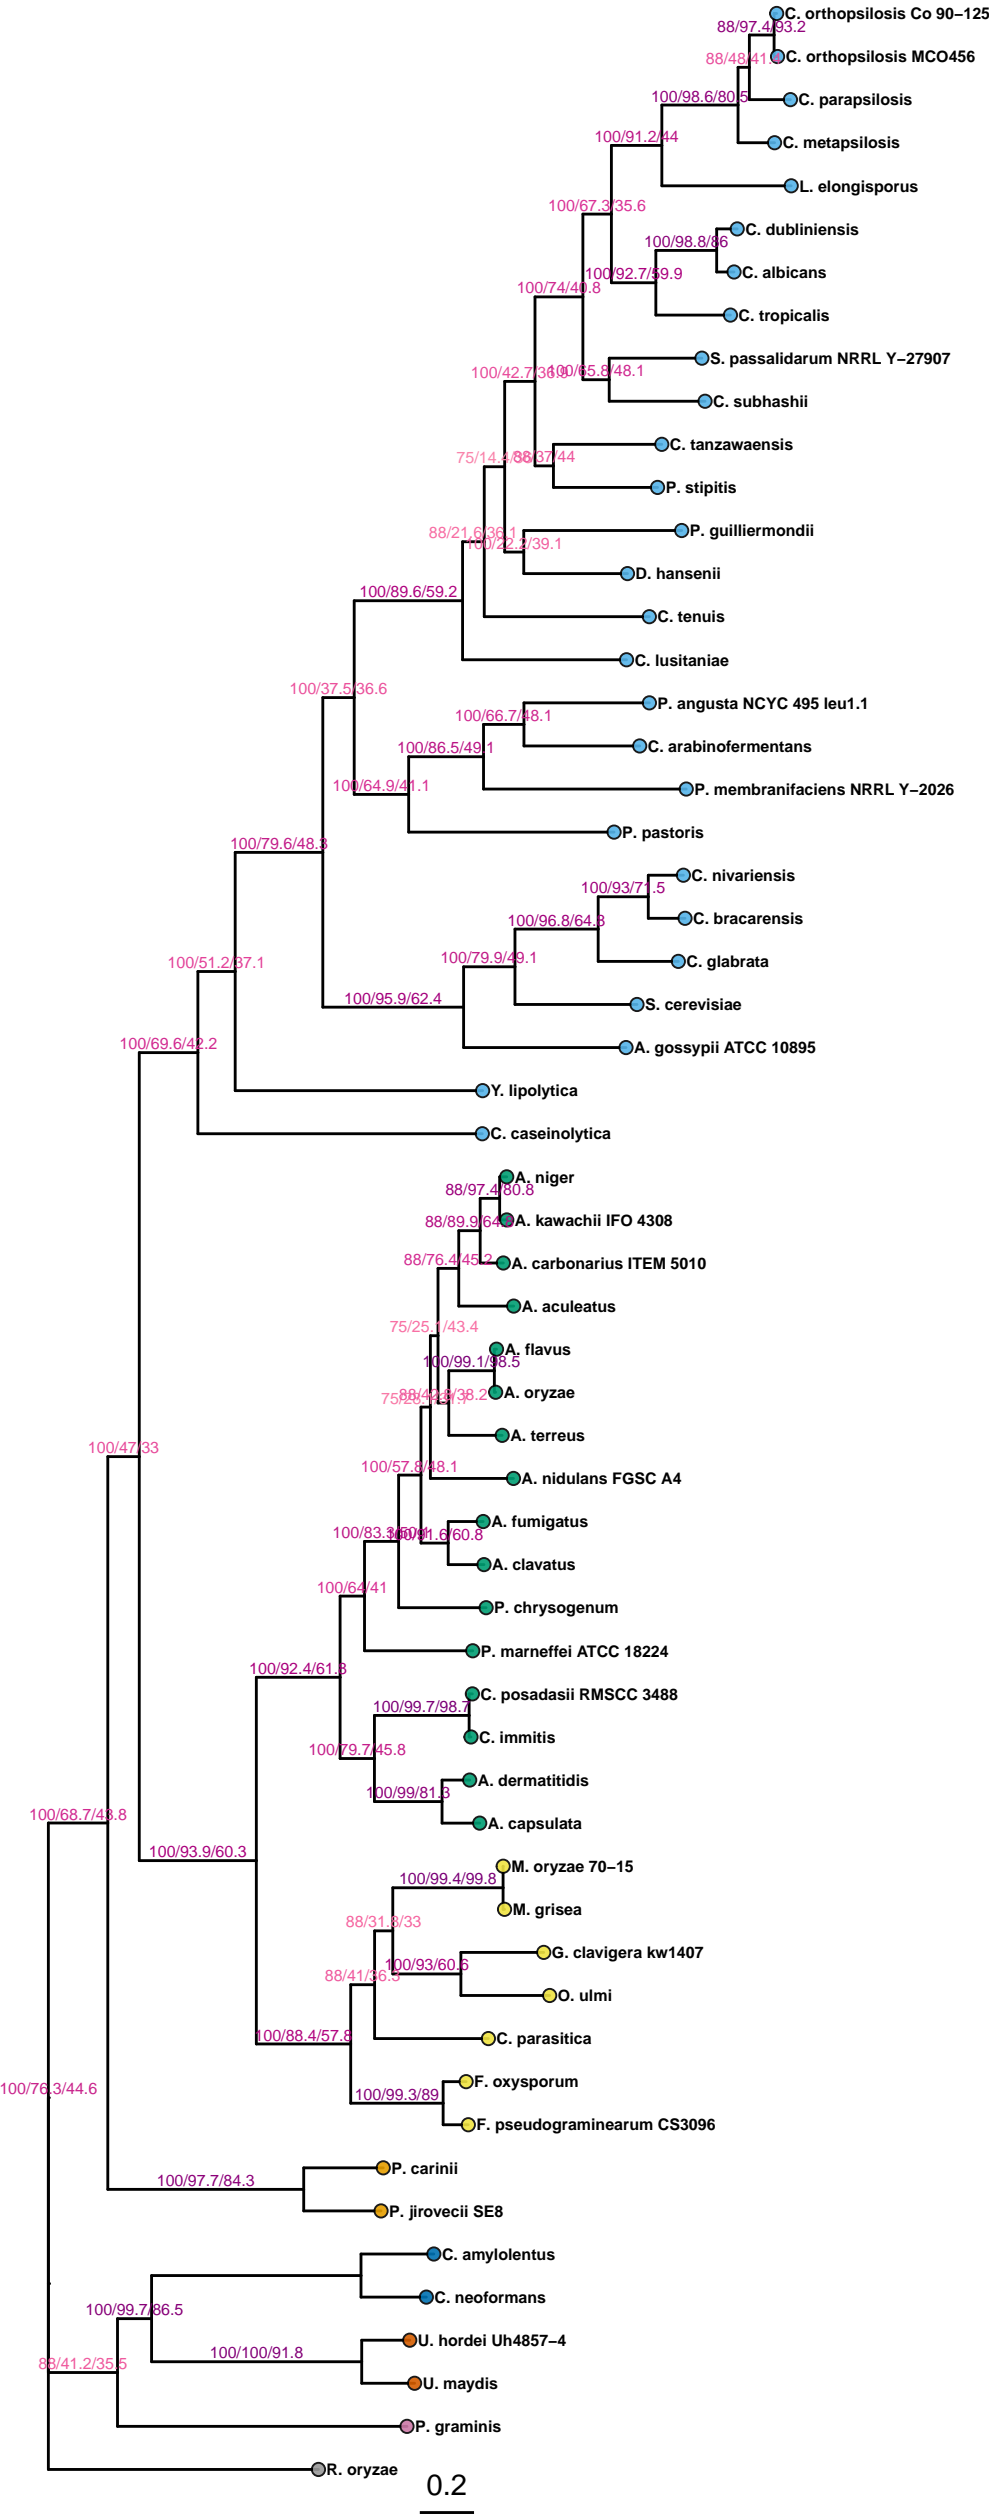 C. orthopsilosis Co 90–125
88/97.4/93.2
C. orthopsilosis MCO456
C. parapsilosis
100/98.6/80.5
C. metapsilosis
100/91.2/44
L. elongisporus
100/67.3/35.6
C. dubliniensis
100/98.8/86
C. albicans
100/92.7/59.9
100/74/40.8
C. tropicalis
S. passalidarum NRRL Y–27907
100/65.8/48.1
C. subhashii
C. tanzawaensis
88/37/44
P. stipitis
P. guilliermondii
88/21.6/36.1
100/22.2/39.1
D. hansenii
100/89.6/59.2
C. tenuis
C. lusitaniae
100/37.5/36.6
P. angusta NCYC 495 leu1.1
100/66.7/48.1
C. arabinofermentans
100/86.5/49.1
100/64.9/41.1
P. membranifaciens NRRL Y–2026
P. pastoris
100/79.6/48.3
C. nivariensis
100/93/71.5
C. bracarensis
100/96.8/64.8
100/79.9/49.1
C. glabrata
100/51.2/37.1
100/95.9/62.4
S. cerevisiae
100/69.6/42.2
A. gossypii ATCC 10895
Y. lipolytica
C. caseinolytica
A. niger
88/97.4/80.8
A. kawachii IFO 4308
88/76.4/45.2
A. carbonarius ITEM 5010
A. aculeatus
75/25.1/43.4
A. flavus
100/99.1/98.5
A. oryzae
A. terreus
100/47/33
100/57.8/48.1
A. nidulans FGSC A4
A. fumigatus
A. clavatus
100/64/41
P. chrysogenum
P. marneffei ATCC 18224
100/92.4/61.8
C. posadasii RMSCC 3488
100/99.7/98.7
C. immitis
100/79.7/45.8
A. dermatitidis
100/99/81.3
100/68.7/43.8
A. capsulata
100/93.9/60.3
M. oryzae 70–15
100/99.4/99.8
M. grisea
88/31.3/33
G. clavigera kw1407
100/93/60.6
88/41/36.3
O. ulmi
100/88.4/57.8
C. parasitica
F. oxysporum
100/76.3/44.6
100/99.3/89
F. pseudograminearum CS3096
P. carinii
100/97.7/84.3
P. jirovecii SE8
C. amylolentus
C. neoformans
100/99.7/86.5
U. hordei Uh4857–4
100/100/91.8
88/41.2/35.5
U. maydis
P. graminis
R. oryzae
0.2